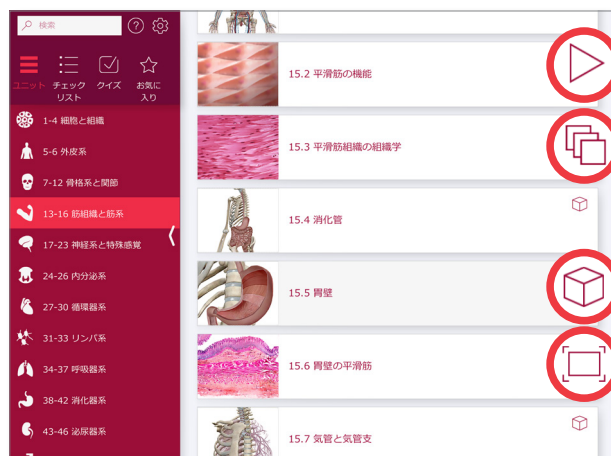 検索
?
ユニット
チェック
リスト
クイズ
お気に
入り
1-4 細胞と組織
5-6 外皮系
7-12 骨格系と関節
13-16 筋組織と筋系
17-23 神経系と特殊感覚
24-26 内分泌系
27-30 循環器系
31-33 リンパ系
34-37 呼吸器系
38-42 消化器系
43-46 泌尿器系
15.2 平滑筋の機能
15.3 平滑筋組織の組織学
15.4 消化管
15.5 胃壁
15.6 胃壁の平滑筋
15.7 気管と気管支